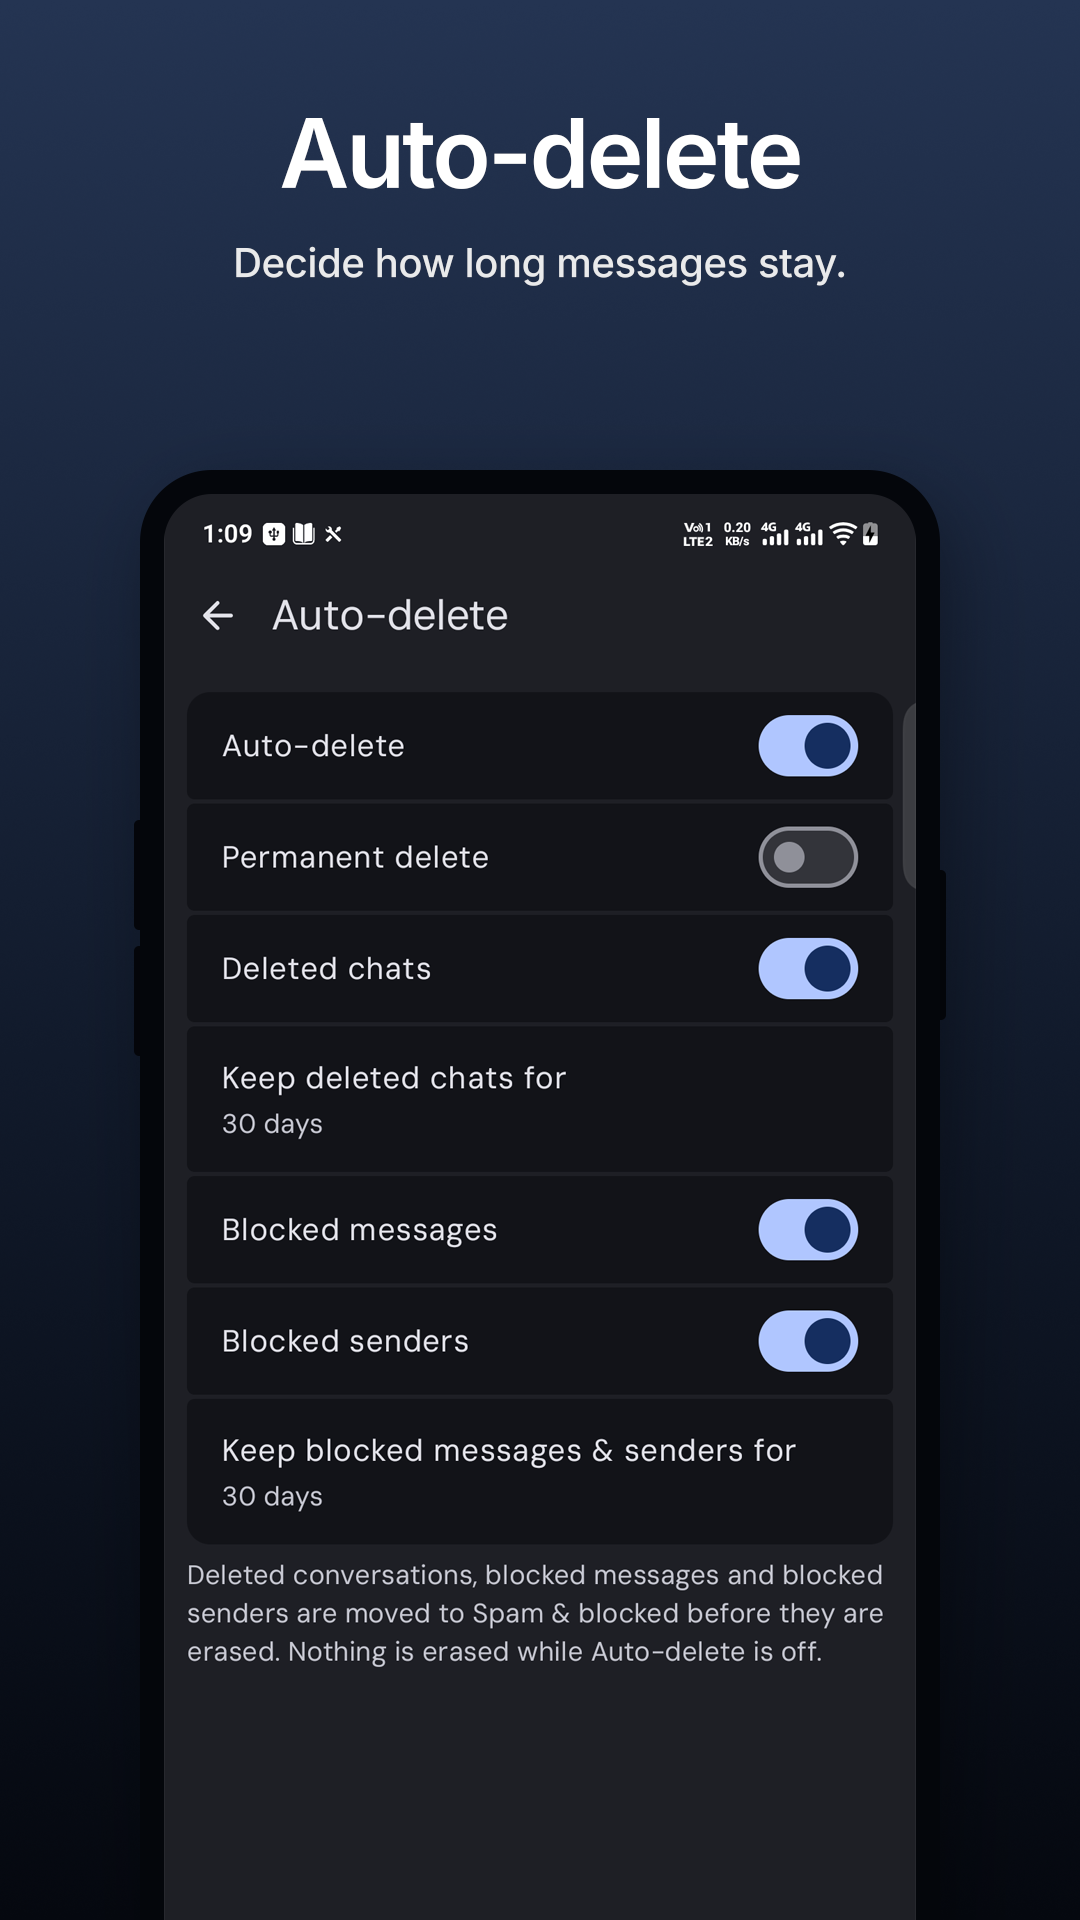 Auto-delete
Decide how long messages stay.
1:09
Vo)) 1 0.20 4G 4G
LTE2 KB/s
Auto-delete
Auto-delete
Permanent delete
Deleted chats
Keep deleted chats for
30 days
Blocked messages
Blocked senders
Keep blocked messages & senders for
30 days
Deleted conversations, blocked messages and blocked
senders are moved to Spam & blocked before they are
erased. Nothing is erased while Auto-delete is off.